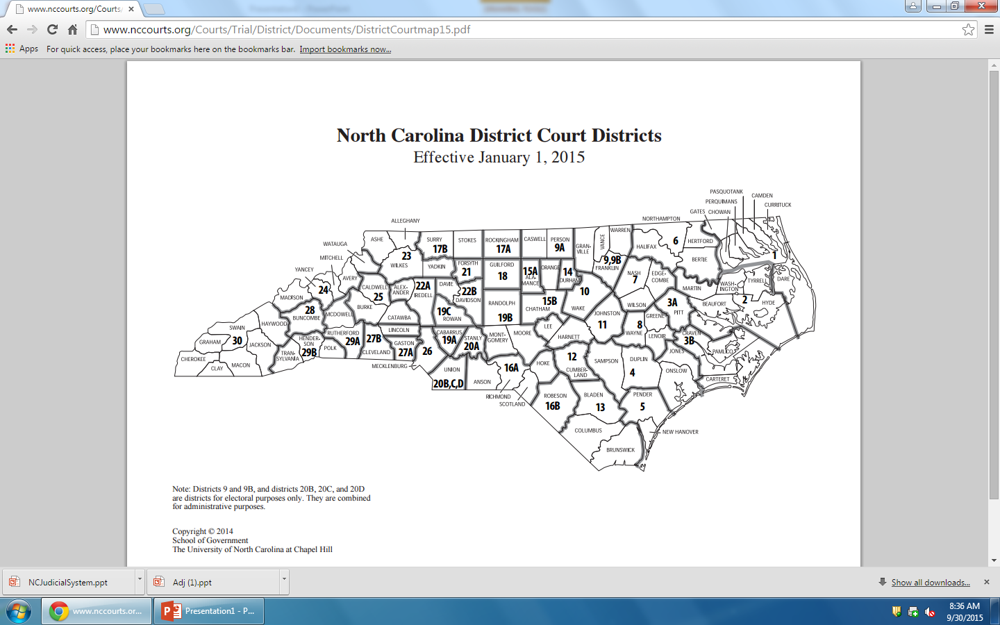 www.nccourts.org/Courts/
www.nccourts.org/Courts/Trial/District/Documents/DistrictCourtmap15.pdf
Apps For quick access, place your bookmarks here on the bookmarks bar. Import bookmarks now...
North Carolina District Court Districts
Effective January 1, 2015
PASQUOTANK
CAMDEN
PERQUIMANS
CURRITUCK
GATES CHOWAN
NORTHAMPTON
ALLEGHANY
WARREN
ASHE
SURRY
17B
STOKES
ROCKINGHAM
17A
CASWELL
PERSON
9A
GRAN-
VILLE
VANCE
HALIFAX
6
HERTFORD
WATAUGA
23
WILKES
MITCHELL
YADKIN
FORSYTH
21
GUILFORD
18
15A
ALA-
MANCE
ORANGE
14
DURHAM
9,9B
FRANKLIN
BERTIE
1
YANCEY
AVERY
24
MADISON
CALDWELL
25
ALEX-
ANDER
22A
IREDELL
DAVIE
22B
DAVIDSON
10
WAKE
NASH
7
EDGE-
COMBE
MARTIN
WASH-
INGTON
TYRRELL
DARE
28
BUNCOMBE
MCDOWELL
BURKE
CATAWBA
19C
ROWAN
RANDOLPH
19B
15B
CHATHAM
WILSON
3A
PITT
BEAUFORT
2
HYDE
HAYWOOD
SWAIN
30
GRAHAM
JACKSON
CHEROKEE
CLAY
MACON
TRAN-
SYLVANIA
HENDER-
SON
29B
POLK
RUTHERFORD
29A
27B
CLEVELAND
LINCOLN
GASTON
27A
MECKLENBURG
26
CABARRUS
19A
STANLY
20A
MONT-
GOMERY
MOORE
LEE
HARNETT
JOHNSTON
11
8
WAYNE
GREENE
LENOIR
CRAVEN
3B
JONES
PAMLICO
UNION
20B,C,D
ANSON
16A
RICHMOND
SCOTLAND
HOKE
12
CUMBER-
LAND
SAMPSON
DUPLIN
4
ONSLOW
CARTERET
ROBESON
16B
BLADEN
13
PENDER
5
COLUMBUS
NEW HANOVER
BRUNSWICK
Note: Districts 9 and 9B, and districts 20B, 20C, and 20D
are districts for electoral purposes only. They are combined
for administrative purposes.
Copyright © 2014
School of Government
The University of North Carolina at Chapel Hill
NCJudicialSystem.ppt
Adj (1).ppt
Show all downloads...
www.nccourts.or...
Presentation1 - P...
8:36 AM
9/30/2015